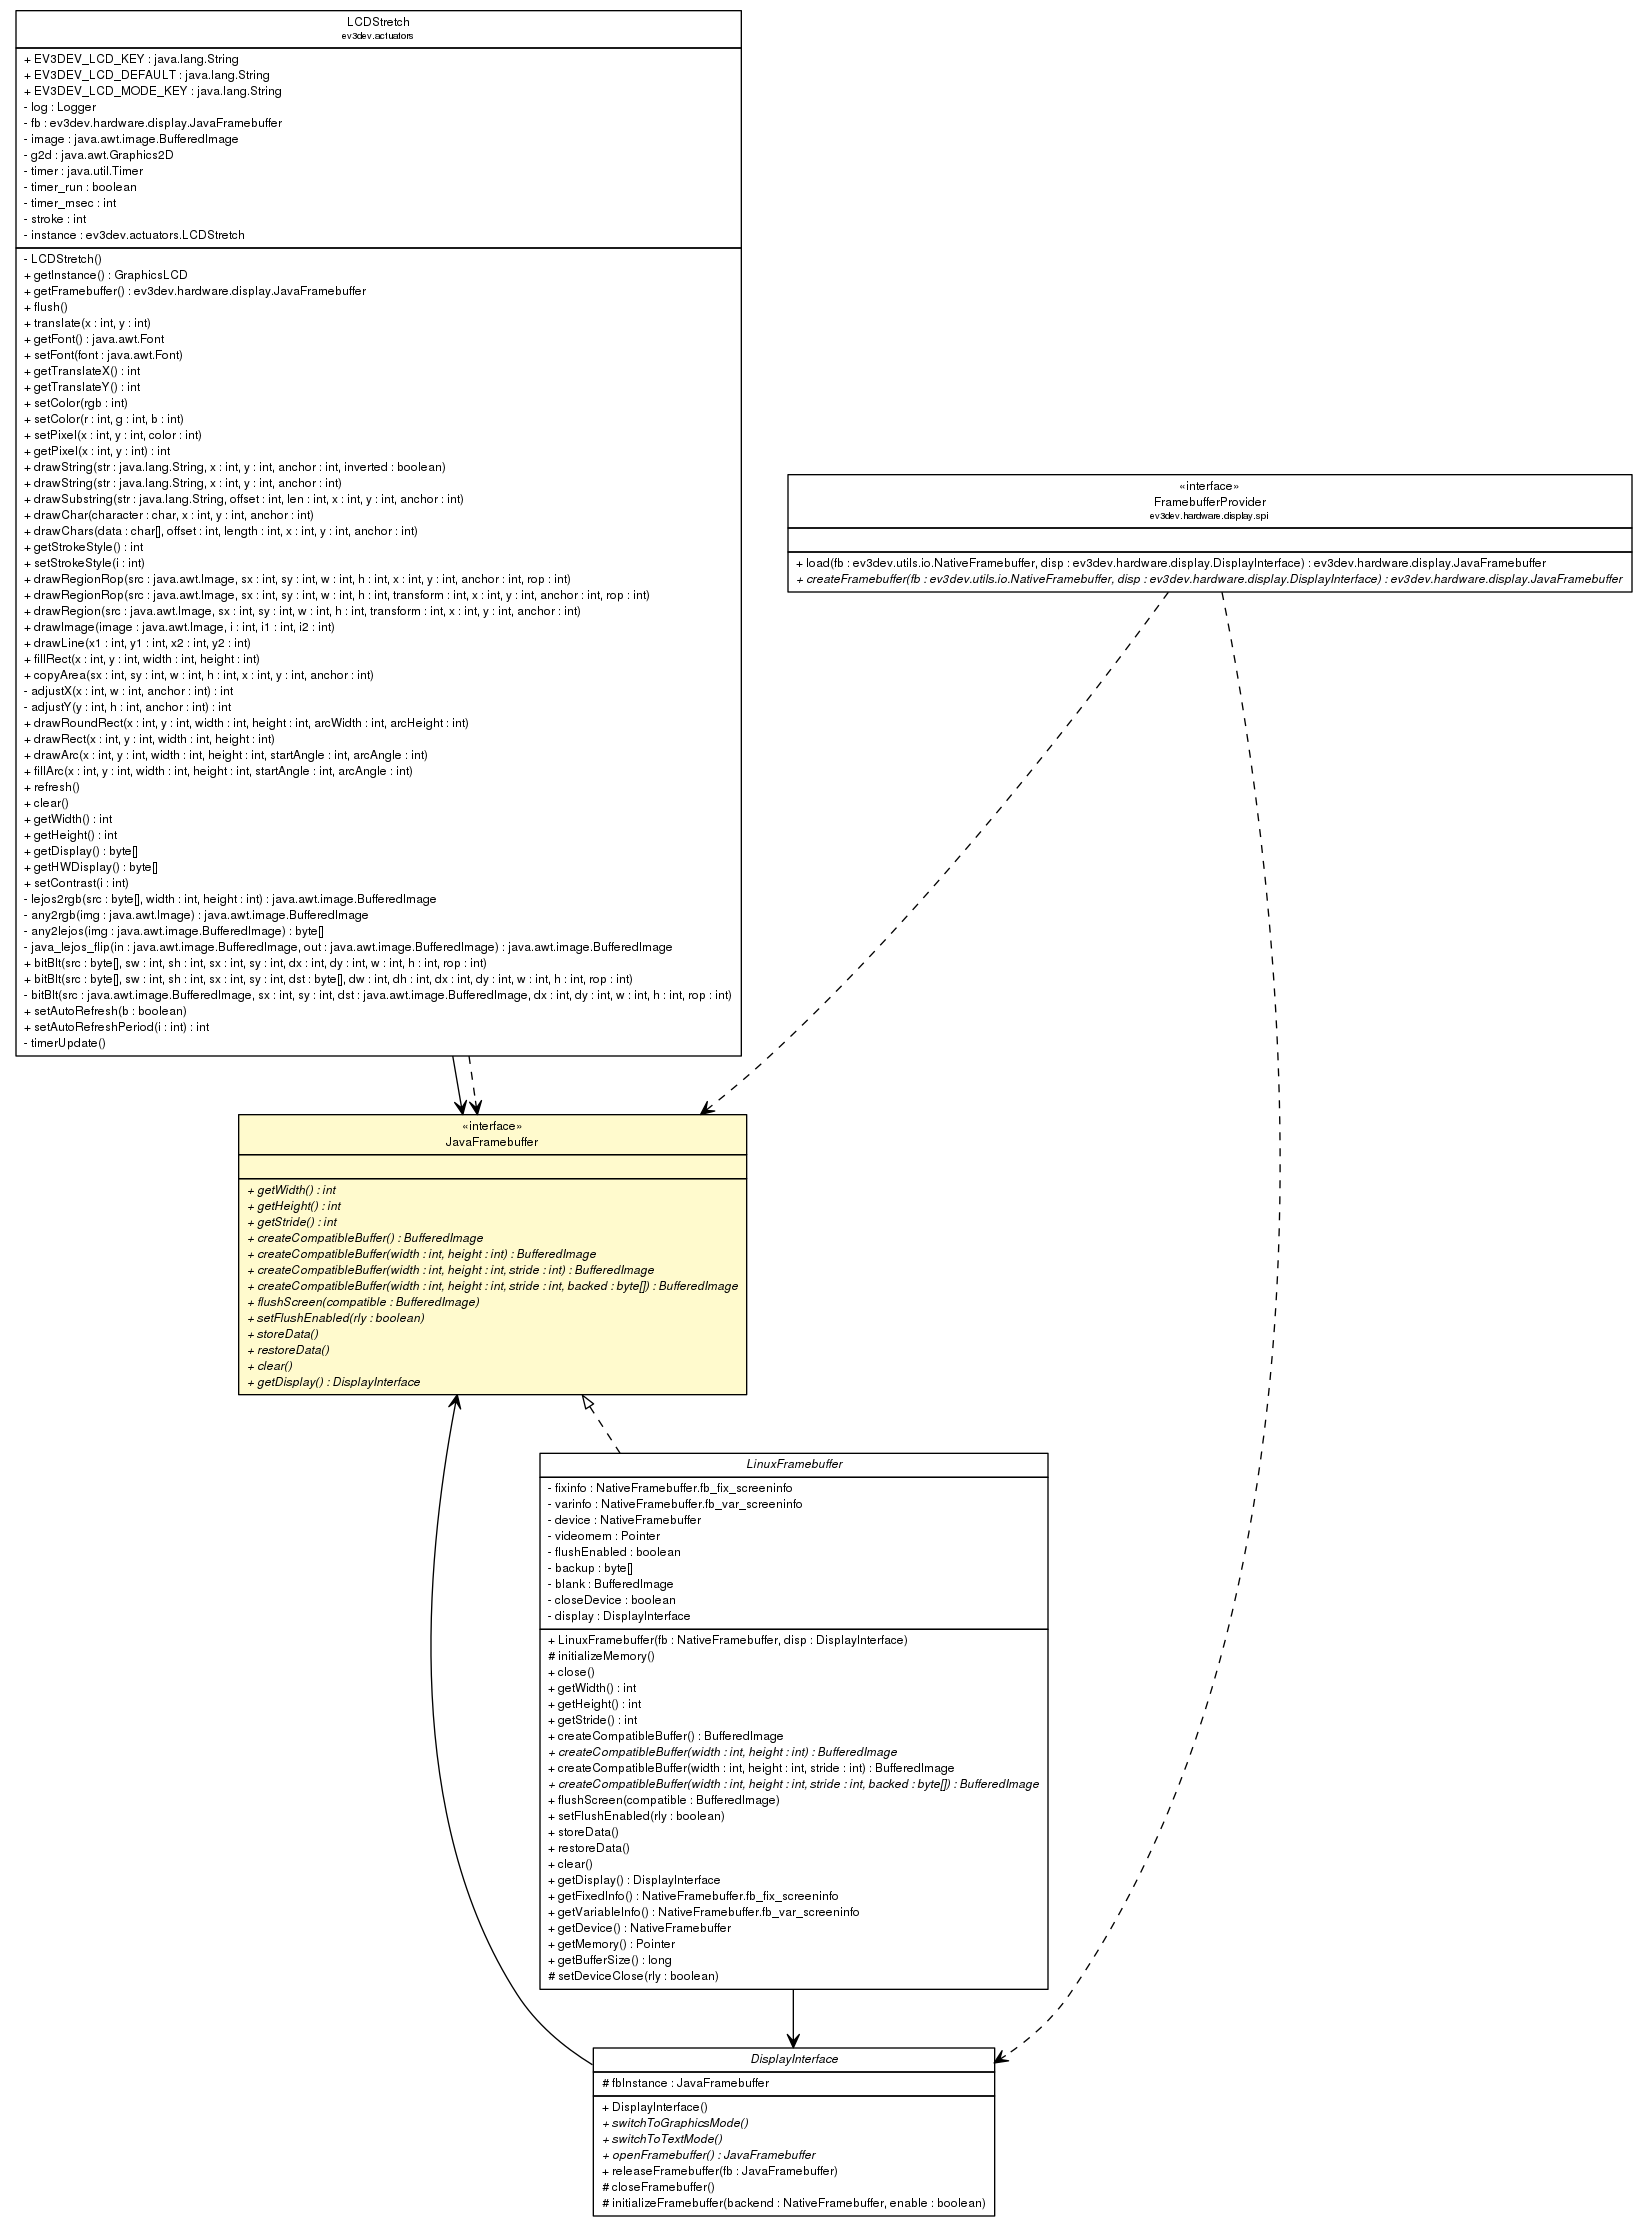 LCDStretch
ev3dev.actuators
+ EV3DEV_LCD_KEY : java.lang.String
+ EV3DEV_LCD_DEFAULT : java.lang.String
+ EV3DEV_LCD_MODE_KEY : java.lang.String
- log : Logger
- fb : ev3dev.hardware.display.JavaFramebuffer
- image : java.awt.image.BufferedImage
- g2d : java.awt.Graphics2D
- timer : java.util.Timer
- timer_run : boolean
- timer_msec : int
- stroke : int
- instance : ev3dev.actuators.LCDStretch
- LCDStretch()
+ getInstance() : GraphicsLCD
+ getFramebuffer() : ev3dev.hardware.display.JavaFramebuffer
+ flush()
+ translate(x : int, y : int)
+ getFont() : java.awt.Font
+ setFont(font : java.awt.Font)
+ getTranslateX() : int
+ getTranslateY() : int
+ setColor(rgb : int)
+ setColor(r : int, g : int, b : int)
+ setPixel(x : int, y : int, color : int)
+ getPixel(x : int, y : int) : int
+ drawString(str : java.lang.String, x : int, y : int, anchor : int, inverted : boolean)
+ drawString(str : java.lang.String, x : int, y : int, anchor : int)
+ drawSubstring(str : java.lang.String, offset : int, len : int, x : int, y : int, anchor : int)
+ drawChar(character : char, x : int, y : int, anchor : int)
+ drawChars(data : char[], offset : int, length : int, x : int, y : int, anchor : int)
+ getStrokeStyle() : int
+ setStrokeStyle(i : int)
+ drawRegionRop(src : java.awt.Image, sx : int, sy : int, w : int, h : int, x : int, y : int, anchor : int, rop : int)
+ drawRegionRop(src : java.awt.Image, sx : int, sy : int, w : int, h : int, transform : int, x : int, y : int, anchor : int, rop : int)
+ drawRegion(src : java.awt.Image, sx : int, sy : int, w : int, h : int, transform : int, x : int, y : int, anchor : int)
+ drawImage(image : java.awt.Image, i : int, i1 : int, i2 : int)
+ drawLine(x1 : int, y1 : int, x2 : int, y2 : int)
+ fillRect(x : int, y : int, width : int, height : int)
+ copyArea(sx : int, sy : int, w : int, h : int, x : int, y : int, anchor : int)
- adjustX(x : int, w : int, anchor : int) : int
- adjustY(y : int, h : int, anchor : int) : int
+ drawRoundRect(x : int, y : int, width : int, height : int, arcWidth : int, arcHeight : int)
+ drawRect(x : int, y : int, width : int, height : int)
+ drawArc(x : int, y : int, width : int, height : int, startAngle : int, arcAngle : int)
+ fillArc(x : int, y : int, width : int, height : int, startAngle : int, arcAngle : int)
+ refresh()
+ clear()
+ getWidth() : int
+ getHeight() : int
+ getDisplay() : byte[]
+ getHWDisplay() : byte[]
+ setContrast(i : int)
- lejos2rgb(src : byte[], width : int, height : int) : java.awt.image.BufferedImage
- any2rgb(img : java.awt.Image) : java.awt.image.BufferedImage
- any2lejos(img : java.awt.image.BufferedImage) : byte[]
- java_lejos_flip(in : java.awt.image.BufferedImage, out : java.awt.image.BufferedImage) : java.awt.image.BufferedImage
+ bitBlt(src : byte[], sw : int, sh : int, sx : int, sy : int, dx : int, dy : int, w : int, h : int, rop : int)
+ bitBlt(src : byte[], sw : int, sh : int, sx : int, sy : int, dst : byte[], dw : int, dh : int, dx : int, dy : int, w : int, h : int, rop : int)
- bitBlt(src : java.awt.image.BufferedImage, sx : int, sy : int, dst : java.awt.image.BufferedImage, dx : int, dy : int, w : int, h : int, rop : int)
+ setAutoRefresh(b : boolean)
+ setAutoRefreshPeriod(i : int) : int
- timerUpdate()
«interface»
FramebufferProvider
ev3dev.hardware.display.spi
+ load(fb : ev3dev.utils.io.NativeFramebuffer, disp : ev3dev.hardware.display.DisplayInterface) : ev3dev.hardware.display.JavaFramebuffer
+ createFramebuffer(fb : ev3dev.utils.io.NativeFramebuffer, disp : ev3dev.hardware.display.DisplayInterface) : ev3dev.hardware.display.JavaFramebuffer
«interface»
JavaFramebuffer
+ getWidth() : int
+ getHeight() : int
+ getStride() : int
+ createCompatibleBuffer() : BufferedImage
+ createCompatibleBuffer(width : int, height : int) : BufferedImage
+ createCompatibleBuffer(width : int, height : int, stride : int) : BufferedImage
+ createCompatibleBuffer(width : int, height : int, stride : int, backed : byte[]) : BufferedImage
+ flushScreen(compatible : BufferedImage)
+ setFlushEnabled(rly : boolean)
+ storeData()
+ restoreData()
+ clear()
+ getDisplay() : DisplayInterface
LinuxFramebuffer
- fixinfo : NativeFramebuffer.fb_fix_screeninfo
- varinfo : NativeFramebuffer.fb_var_screeninfo
- device : NativeFramebuffer
- videomem : Pointer
- flushEnabled : boolean
- backup : byte[]
- blank : BufferedImage
- closeDevice : boolean
- display : DisplayInterface
+ LinuxFramebuffer(fb : NativeFramebuffer, disp : DisplayInterface)
# initializeMemory()
+ close()
+ getWidth() : int
+ getHeight() : int
+ getStride() : int
+ createCompatibleBuffer() : BufferedImage
+ createCompatibleBuffer(width : int, height : int) : BufferedImage
+ createCompatibleBuffer(width : int, height : int, stride : int) : BufferedImage
+ createCompatibleBuffer(width : int, height : int, stride : int, backed : byte[]) : BufferedImage
+ flushScreen(compatible : BufferedImage)
+ setFlushEnabled(rly : boolean)
+ storeData()
+ restoreData()
+ clear()
+ getDisplay() : DisplayInterface
+ getFixedInfo() : NativeFramebuffer.fb_fix_screeninfo
+ getVariableInfo() : NativeFramebuffer.fb_var_screeninfo
+ getDevice() : NativeFramebuffer
+ getMemory() : Pointer
+ getBufferSize() : long
# setDeviceClose(rly : boolean)
DisplayInterface
# fbInstance : JavaFramebuffer
+ DisplayInterface()
+ switchToGraphicsMode()
+ switchToTextMode()
+ openFramebuffer() : JavaFramebuffer
+ releaseFramebuffer(fb : JavaFramebuffer)
# closeFramebuffer()
# initializeFramebuffer(backend : NativeFramebuffer, enable : boolean)